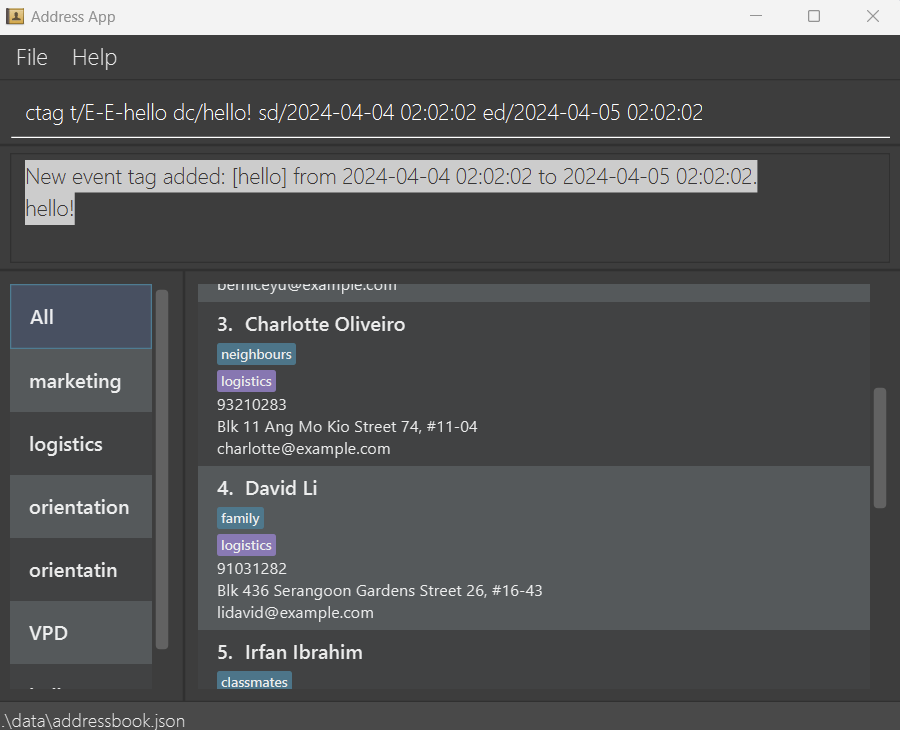 Address App
File Help
ctag t/E-E-hello dc/hello! sd/2024-04-04 02:02:02 ed/2024-04-05 02:02:02
New event tag added: [hello] from 2024-04-04 02:02:02 to 2024-04-05 02:02:02.
hello!
All
marketing
logistics
orientation
orientatin
VPD
berniceyu@example.com
3. Charlotte Oliveiro
neighbours
logistics
93210283
Blk 11 Ang Mo Kio Street 74, #11-04
charlotte@example.com
4. David Li
family
logistics
91031282
Blk 436 Serangoon Gardens Street 26, #16-43
lidavid@example.com
5. Irfan Ibrahim
classmates
.\data\addressbook.json